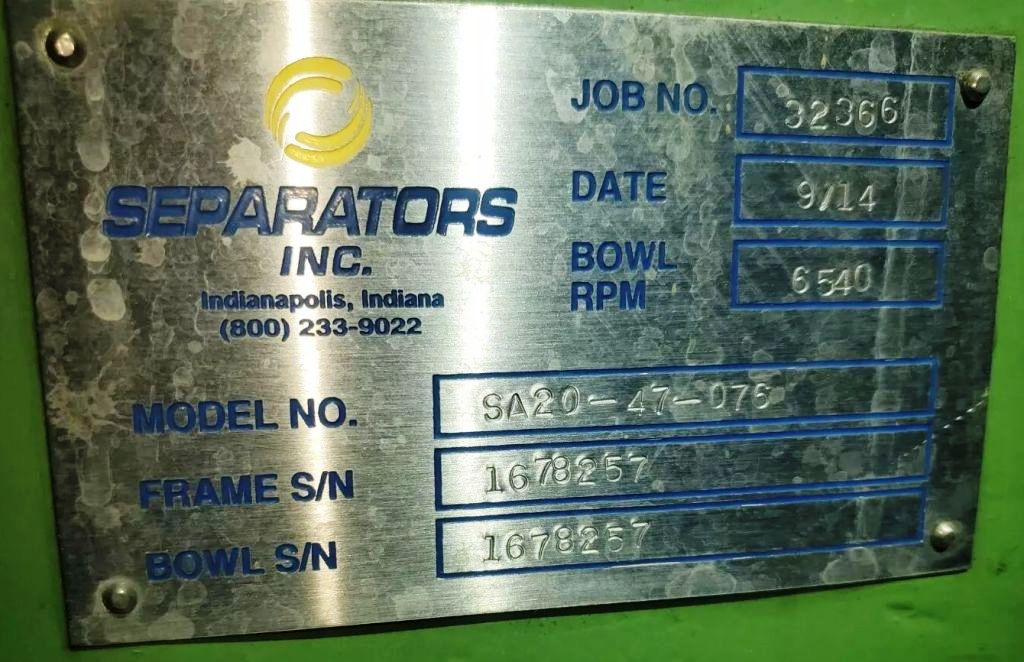 SEPARATORS
INC.
Indianapolis, Indiana
(800) 233-9022
JOB NO. 32366
DATE 9/14
BOWL
RPM 6540
MODEL NO. SA20-47-076
FRAME S/N 1678257
BOWL S/N 1678257